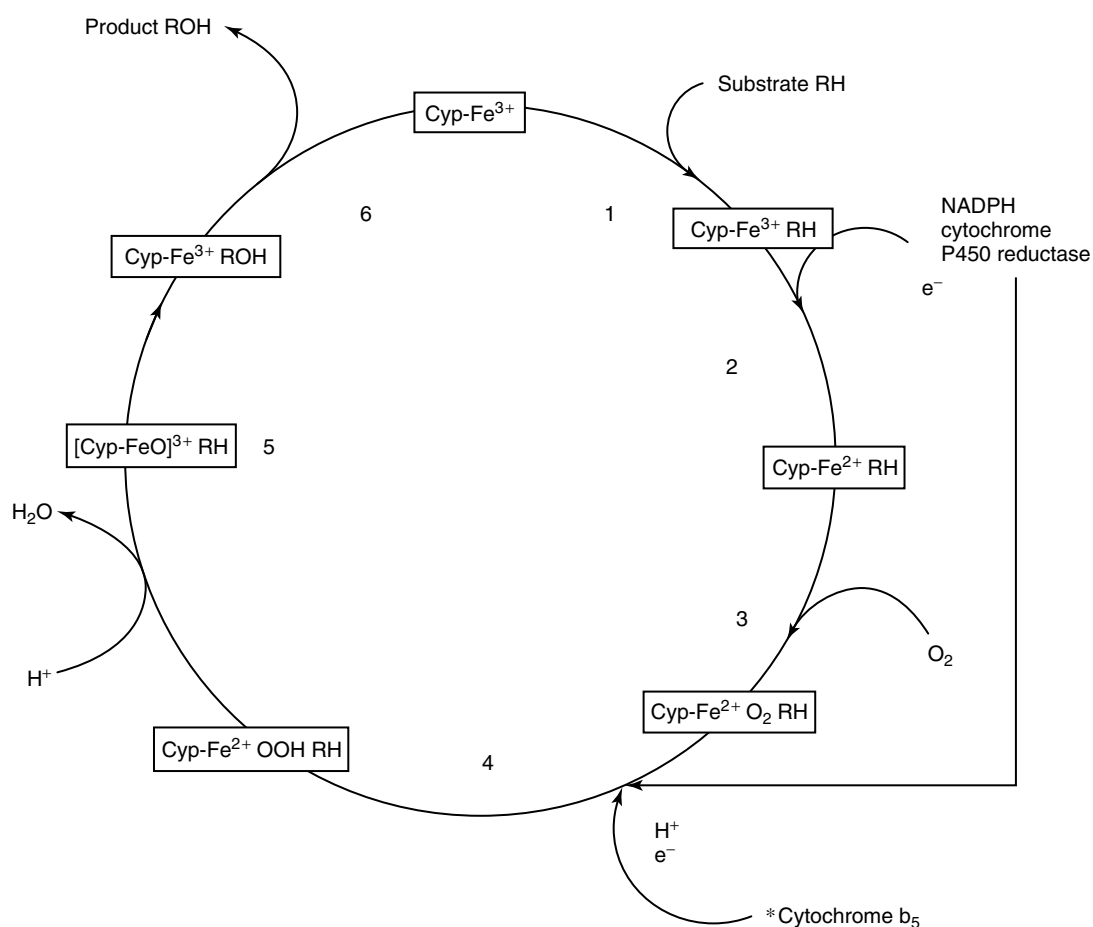 Product ROH
Cyp-Fe³⁺
Substrate RH
6
1
Cyp-Fe³⁺ RH
NADPH
cytochrome
P450 reductase
e⁻
Cyp-Fe³⁺ ROH
2
[Cyp-FeO]³⁺ RH
5
Cyp-Fe²⁺ RH
H₂O
3
O₂
H⁺
Cyp-Fe²⁺ O₂ RH
Cyp-Fe²⁺ OOH RH
4
H⁺
e⁻
*Cytochrome b₅